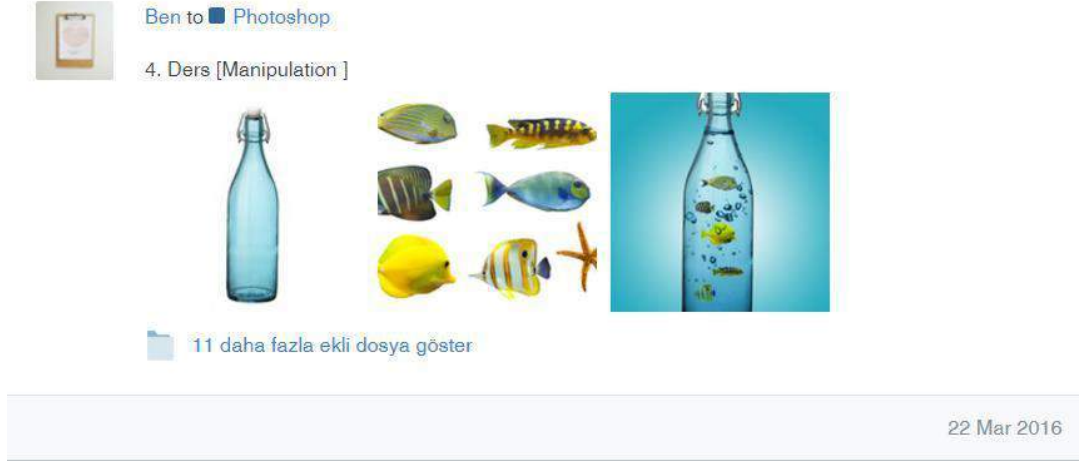 Ben to Photoshop
4. Ders [Manipulation ]
11 daha fazla ekli dosya göster
22 Mar 2016